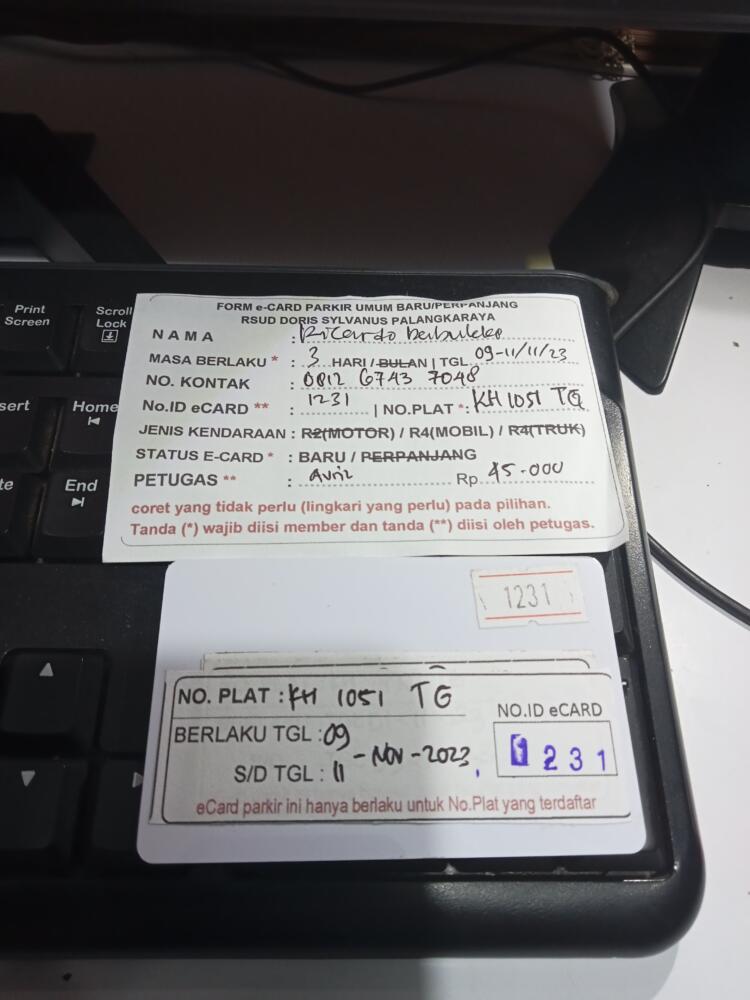 Print
Screen
Scroll
Lock
Home
End
FORM e-CARD PARKIR UMUM BARU/PERPANJANG
RSUD DORIS SYLVANUS PALANGKARAYA
NAMA : Ricardo
MASA BERLAKU * : 3 HARI / BULAN | TGL. 09-11/11/23
NO. KONTAK : 0812 6743 7048
No.ID eCARD ** : 1231 | NO.PLAT *: KH 1051 TG
JENIS KENDARAAN : R2(MOTOR) / R4(MOBIL) / R4(TRUK)
STATUS E-CARD * : BARU / PERPANJANG
PETUGAS ** : Rp. 45.000
coret yang tidak perlu (lingkari yang perlu) pada pilihan.
Tanda (*) wajib diisi member dan tanda (**) diisi oleh petugas.
1231
NO. PLAT : KH 1051 TG
NO.ID eCARD
BERLAKU TGL : 09
- Nov - 2023
1231
S/D TGL : 11
eCard parkir ini hanya berlaku untuk No.Plat yang terdaftar